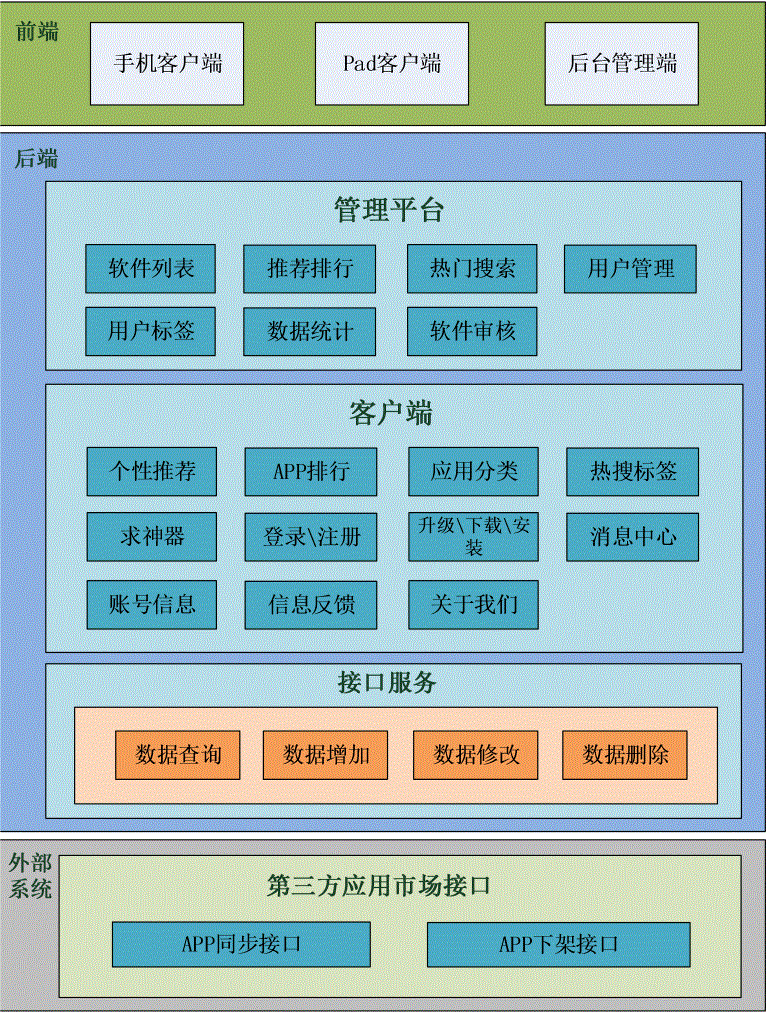 前端
手机客户端
Pad客户端
后台管理端
后端
管理平台
软件列表
推荐排行
热门搜索
用户管理
用户标签
数据统计
软件审核
客户端
个性推荐
APP排行
应用分类
热搜标签
求神器
登录\注册
升级\下载\安
装
消息中心
账号信息
信息反馈
关于我们
接口服务
数据查询
数据增加
数据修改
数据删除
外部
系统
第三方应用市场接口
APP同步接口
APP下架接口